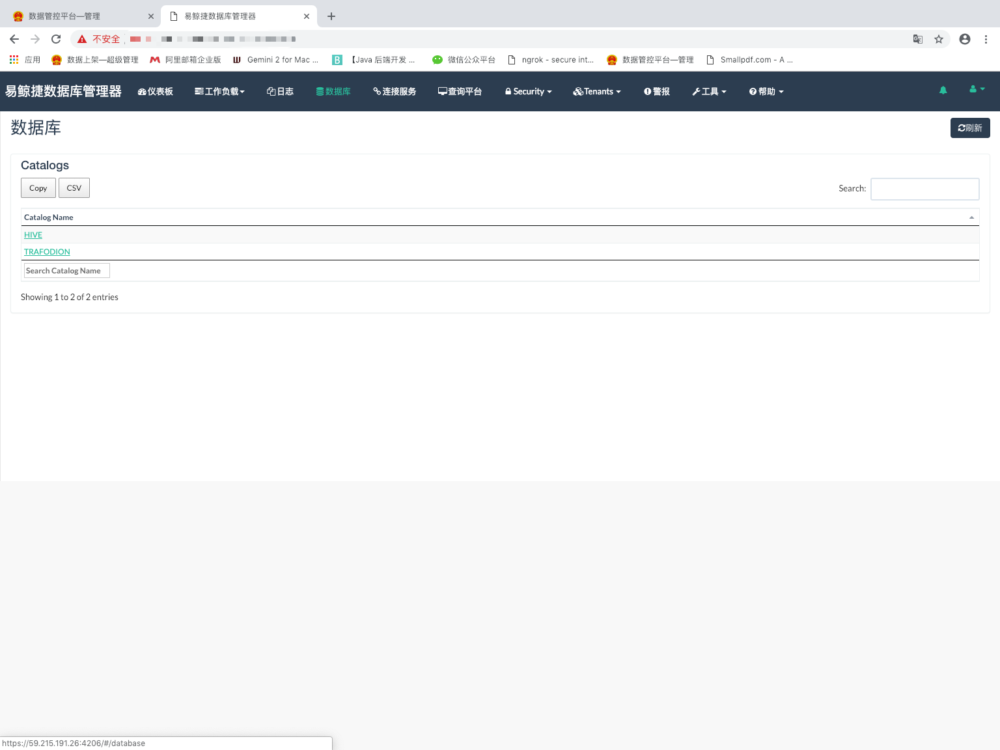 数据管控平台—管理
易鲸捷数据库管理器
不安全
应用
数据上架—超级管理
阿里邮箱企业版
Gemini 2 for Mac ...
【Java 后端开发 ...
微信公众平台
ngrok - secure int...
数据管控平台—管理
Smallpdf.com - A ...
易鲸捷数据库管理器
仪表板
工作负载
日志
数据库
连接服务
查询平台
Security
Tenants
警报
工具
帮助
数据库
刷新
Catalogs
Copy
CSV
Search:
Catalog Name
HIVE
TRAFODION
Search Catalog Name
Showing 1 to 2 of 2 entries
https://59.215.191.26:4206/#/database